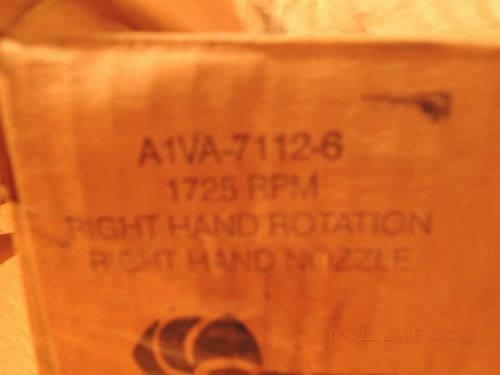 A1VA-7112-6
1725 RPM
RIGHT HAND ROTATION
RIGHT HAND NOZZLE